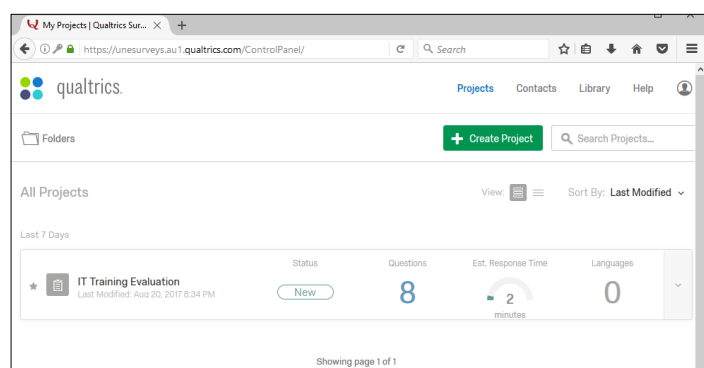 My Projects | Qualtrics Sur...
https://unesurveys.au1.qualtrics.com/ControlPanel/
Search
qualtrics.
Projects Contacts Library Help
Folders
Create Project
Search Projects...
All Projects
View:
Sort By: Last Modified
Last 7 Days
Status Questions Est. Response Time Languages
IT Training Evaluation
Last Modified: Aug 20, 2017 8:34 PM
New 8 2 0
minutes
Showing page 1 of 1